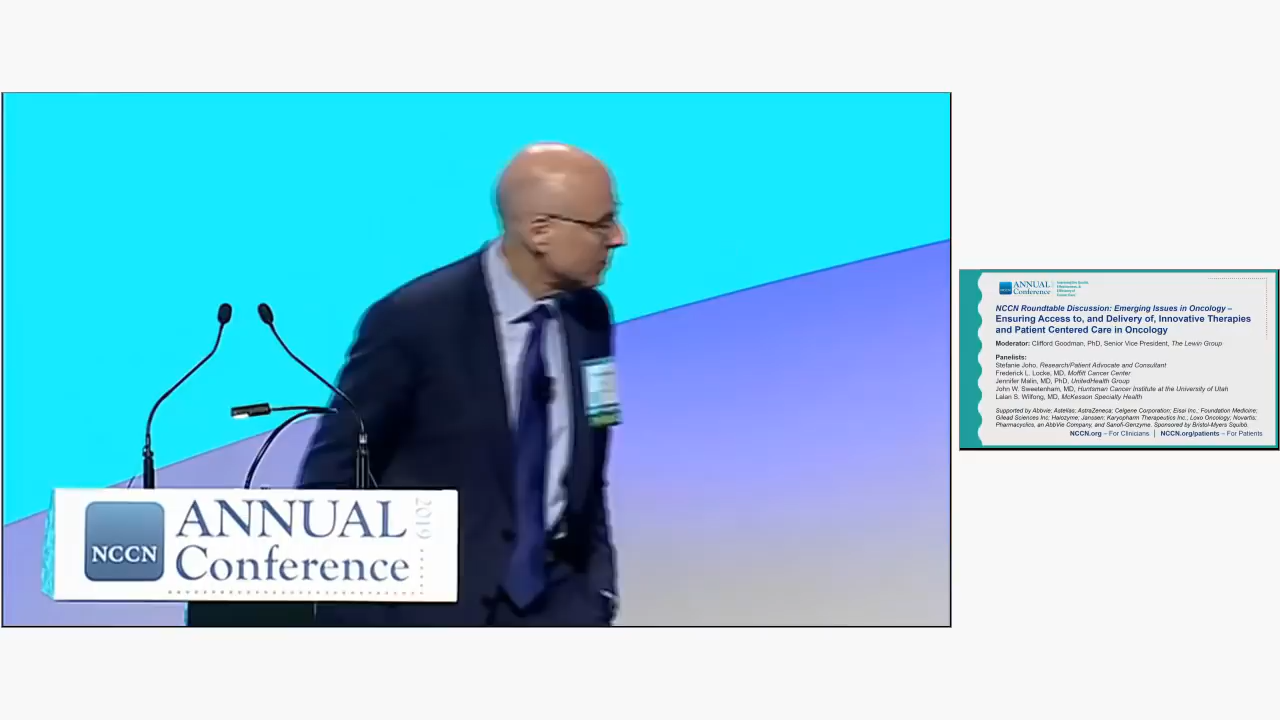 NCCN
ANNUAL
Conference
2019
ANNUAL
Conference
NCCN Roundtable Discussion: Emerging Issues in Oncology –
Ensuring Access to, and Delivery of, Innovative Therapies
and Patient Centered Care in Oncology
Moderator: Clifford Goodman, PhD, Senior Vice President, The Lewin Group
Panelists:
Stefanie Joho, Research/Patient Advocate and Consultant
Frederick L. Locke, MD, Moffitt Cancer Center
Jennifer Malin, MD, PhD, UnitedHealth Group
John W. Sweetenham, MD, Huntsman Cancer Institute at the University of Utah
Lalan S. Wilfong, MD, McKesson Specialty Health
Supported by Abbvie; Astellas; AstraZeneca; Celgene Corporation; Eisai Inc.; Foundation Medicine;
Gilead Sciences Inc; Halozyme; Janssen; Karyopharm Therapeutics Inc.; Loxo Oncology; Novartis;
Pharmacyclics, an AbbVie Company, and Sanofi-Genzyme. Sponsored by Bristol-Myers Squibb.
NCCN.org – For Clinicians | NCCN.org/patients – For Patients